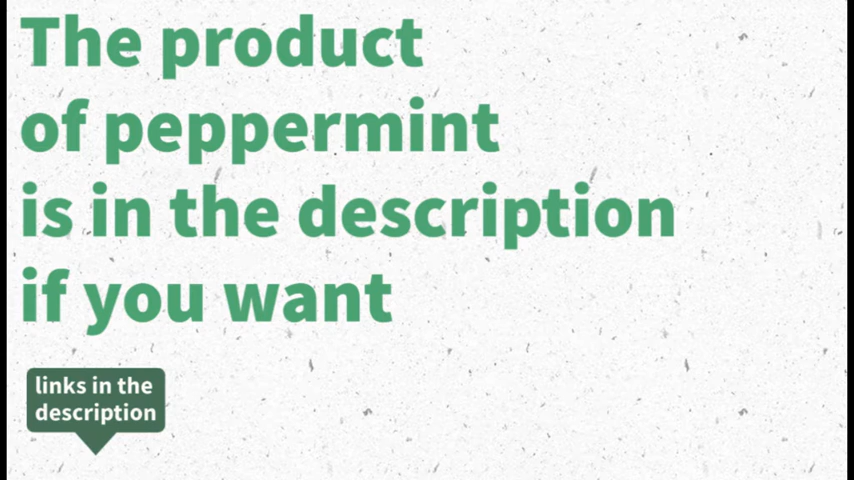 The product
of peppermint
is in the description
if you want
links in the
description